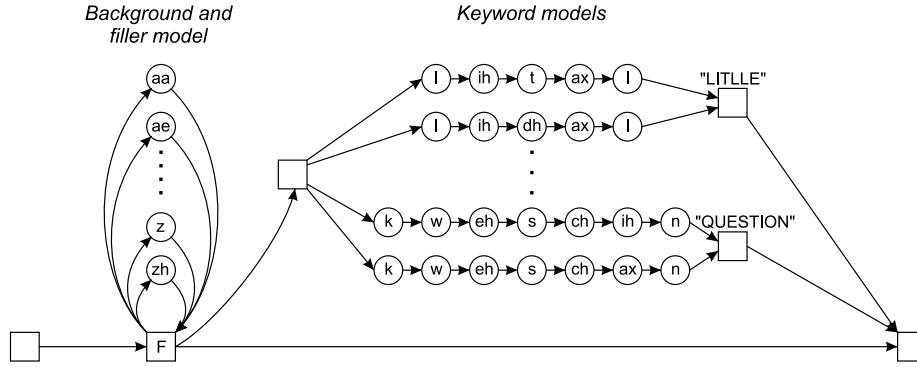 Background and
filler model
Keyword models
aa
l ih t ax l
"LITLLE"
ae
l ih dh ax l
z
k w eh s ch ih n
"QUESTION"
zh
k w eh s ch ax n
F